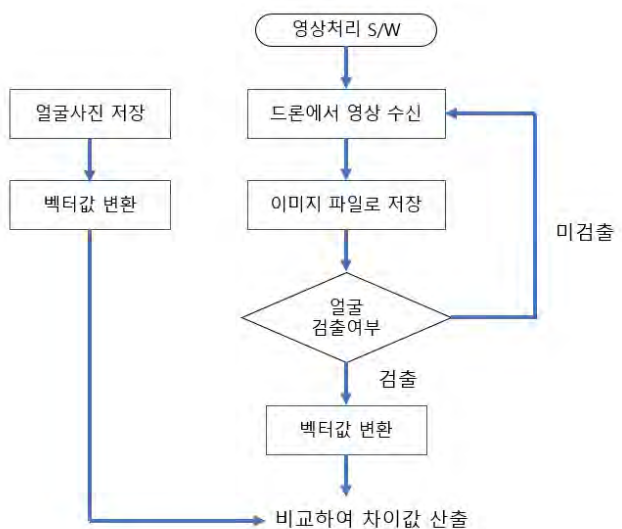 영상처리 S/W
얼굴사진 저장
드론에서 영상 수신
벡터값 변환
이미지 파일로 저장
미검출
얼굴
검출여부
검출
벡터값 변환
비교하여 차이값 산출